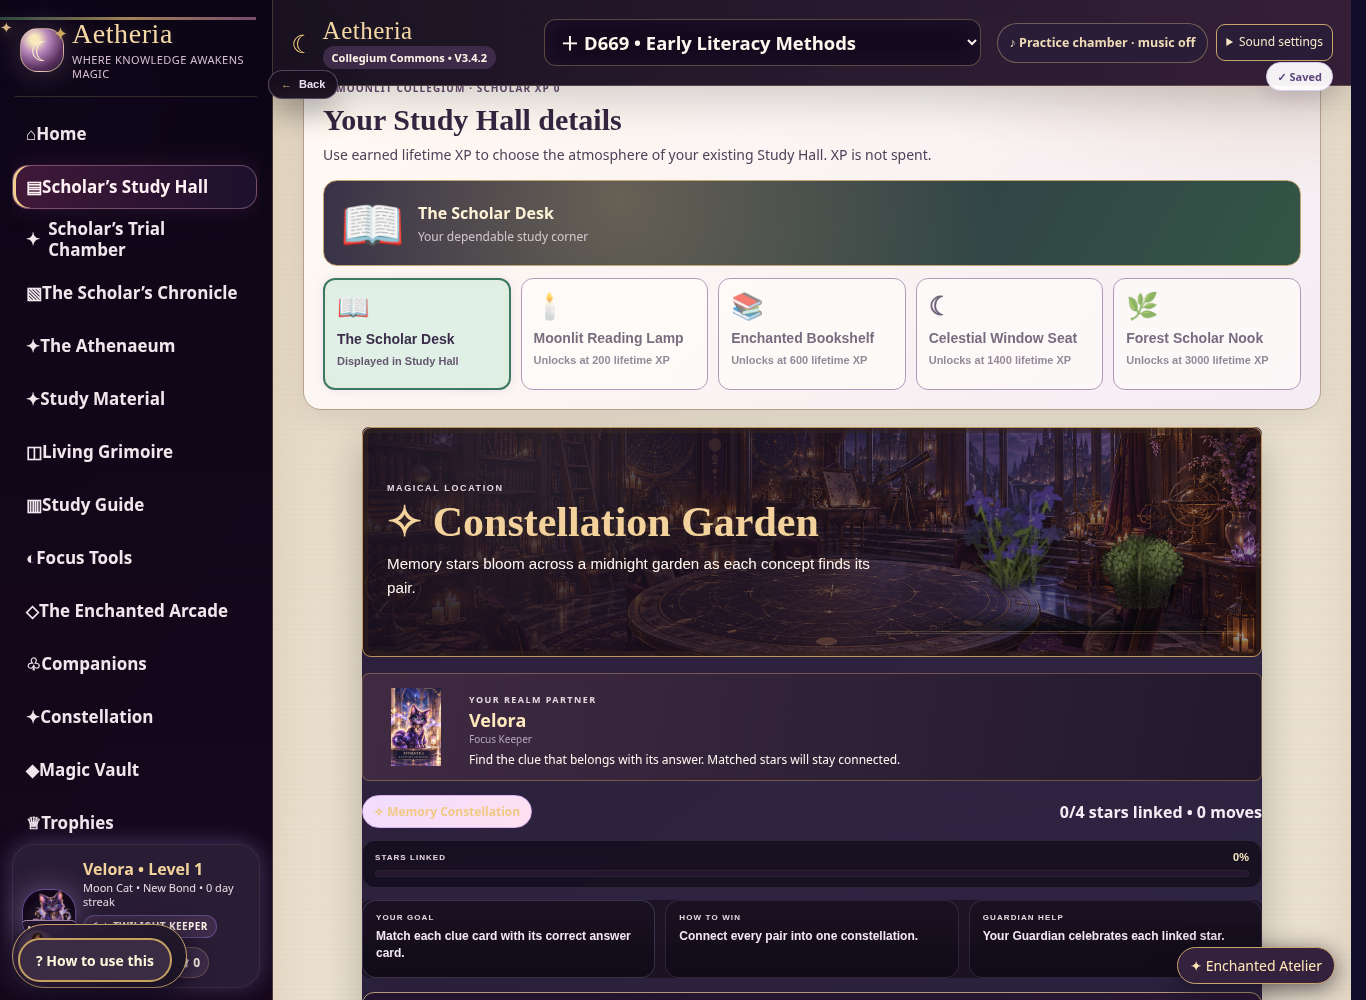 Aetheria
WHERE KNOWLEDGE AWAKENS
MAGIC
Home
Scholar's Study Hall
Scholar's Trial
Chamber
The Scholar's Chronicle
The Athenaeum
Study Material
Living Grimoire
Study Guide
Focus Tools
The Enchanted Arcade
Companions
Constellation
Magic Vault
Trophies
Velora • Level 1
Moon Cat • New Bond • 0 day
streak
KEEPER
0
? How to use this
Aetheria
Collegium Commons • V3.4.2
D669 • Early Literacy Methods
♪ Practice chamber · music off
Sound settings
← Back
✓ Saved
MOONLIT COLLEGIUM · SCHOLAR XP 0
Your Study Hall details
Use earned lifetime XP to choose the atmosphere of your existing Study Hall. XP is not spent.
The Scholar Desk
Your dependable study corner
The Scholar Desk
Displayed in Study Hall
Moonlit Reading Lamp
Unlocks at 200 lifetime XP
Enchanted Bookshelf
Unlocks at 600 lifetime XP
Celestial Window Seat
Unlocks at 1400 lifetime XP
Forest Scholar Nook
Unlocks at 3000 lifetime XP
MAGICAL LOCATION
✧ Constellation Garden
Memory stars bloom across a midnight garden as each concept finds its
pair.
YOUR REALM PARTNER
Velora
Focus Keeper
Find the clue that belongs with its answer. Matched stars will stay connected.
✧ Memory Constellation
0/4 stars linked • 0 moves
STARS LINKED
0%
YOUR GOAL
Match each clue card with its correct answer
card.
HOW TO WIN
Connect every pair into one constellation.
GUARDIAN HELP
Your Guardian celebrates each linked star.
✦ Enchanted Atelier